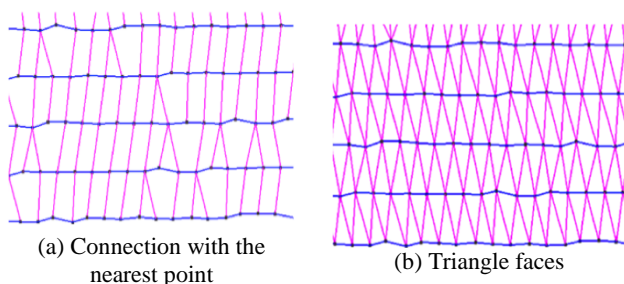 (a) Connection with the
nearest point
(b) Triangle faces